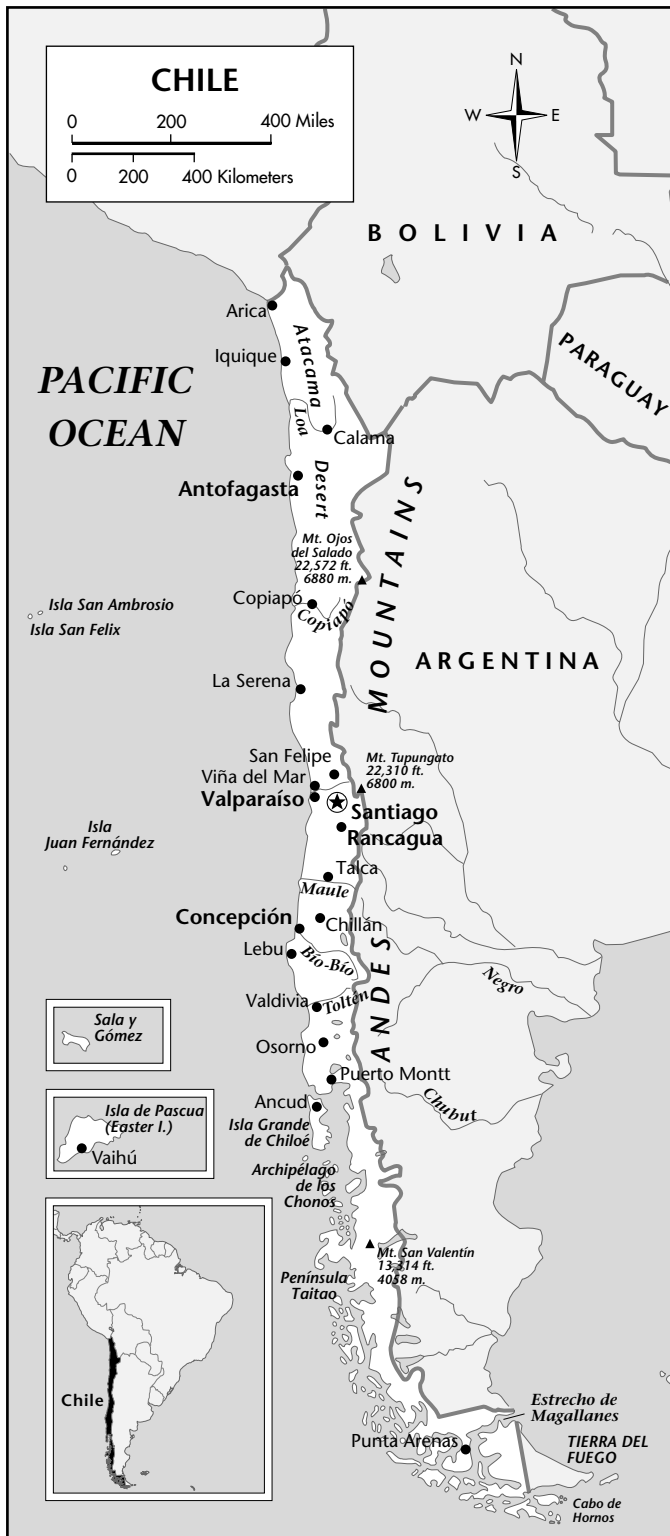 CHILE
0 200 400 Miles
0 200 400 Kilometers
N
W E
S
BOLIVIA
PARAGUAY
Arica
Iquique
Atacama
Desert
Loa
Calama
PACIFIC
OCEAN
Antofagasta
Mt. Ojos
del Salado
22,572 ft.
6880 m.
Copiapó
Copiapó
Isla San Ambrosio
Isla San Felix
La Serena
ARGENTINA
ANDES MOUNTAINS
San Felipe
Viña del Mar
Valparaíso
Mt. Tupungato
22,310 ft.
6800 m.
Santiago
Rancagua
Isla
Juan Fernández
Talca
Maule
Concepción
Chillán
Lebu
Bío-Bío
Negro
Valdivia
Toltén
Osorno
Puerto Montt
Chubut
Ancud
Isla Grande
de Chiloé
Archipélago
de los
Chonos
Sala y
Gómez
Isla de Pascua
(Easter I.)
Vaihú
Mt. San Valentín
13,314 ft.
4058 m.
Península
Taitao
Chile
Estrecho de
Magallanes
Punta Arenas
TIERRA DEL
FUEGO
Cabo de
Hornos